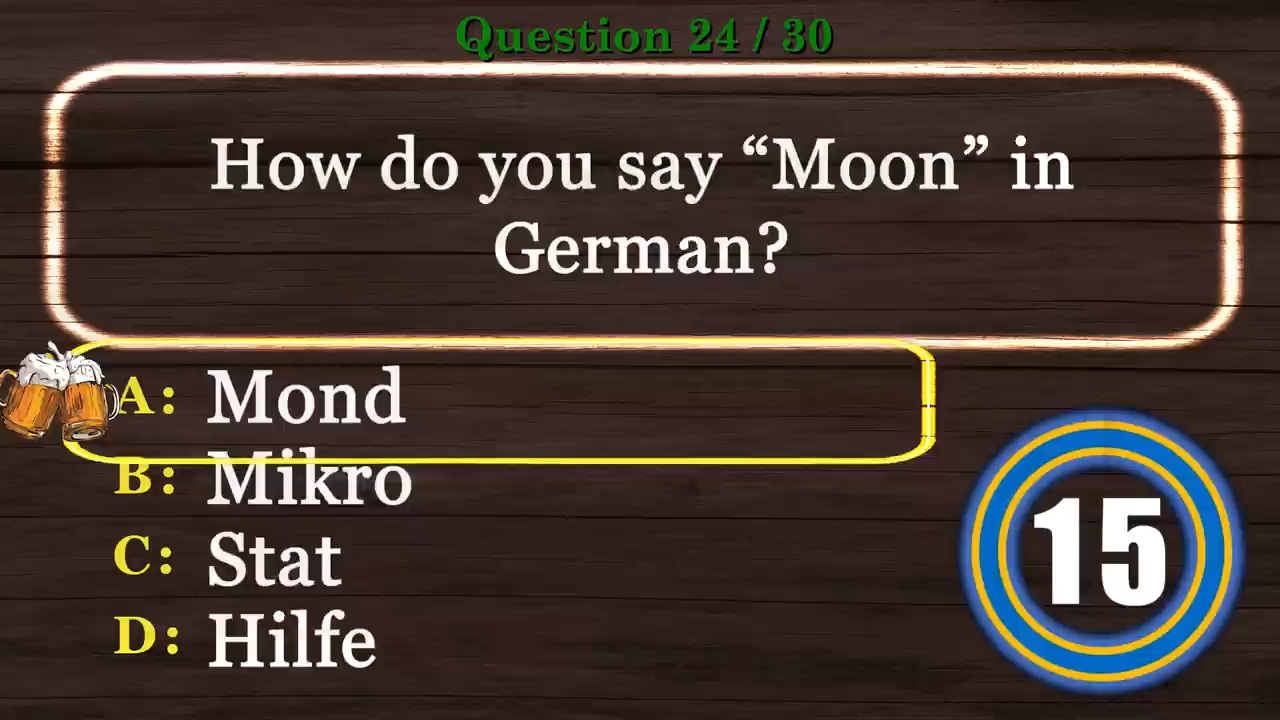 Question 24 / 30
How do you say “Moon” in
German?
A: Mond
B: Mikro
C: Stat
D: Hilfe
15